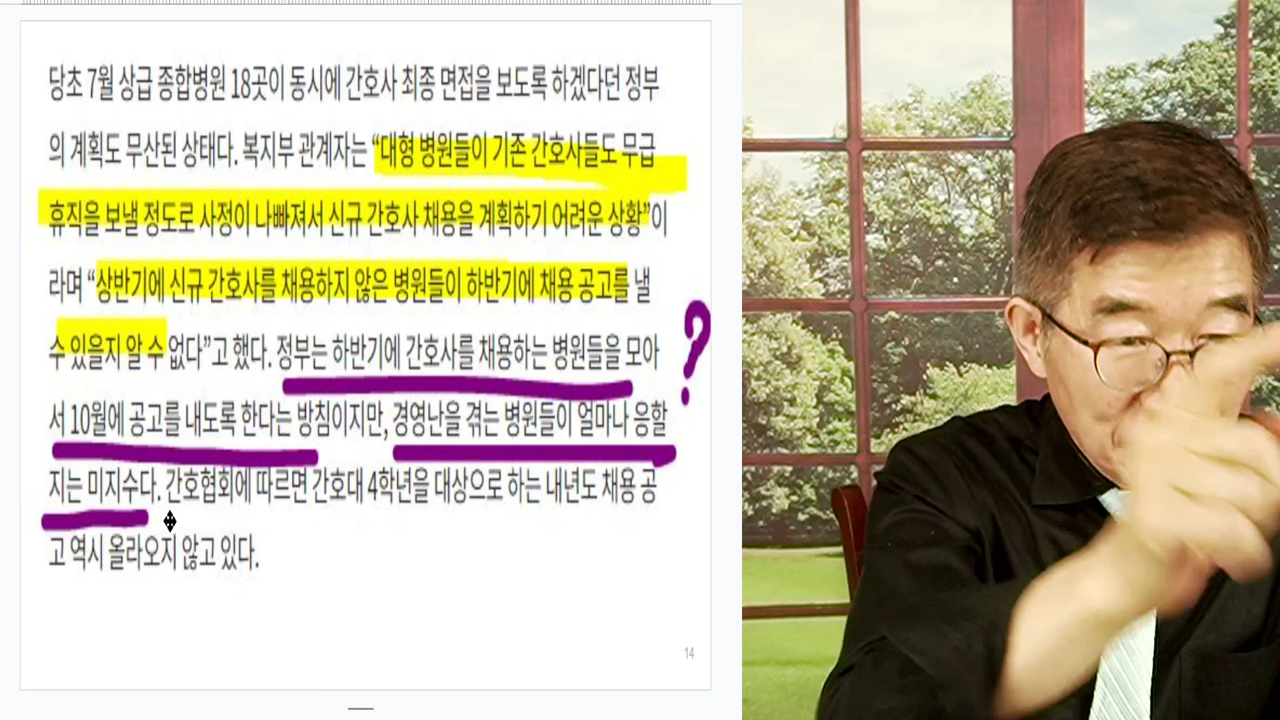 당초 7월 상급 종합병원 18곳이 동시에 간호사 최종 면접을 보도록 하겠다던 정부
의 계획도 무산된 상태다. 복지부 관계자는 “대형 병원들이 기존 간호사들도 무급
휴직을 보낼 정도로 사정이 나빠져서 신규 간호사 채용을 계획하기 어려운 상황”이
라며 “상반기에 신규 간호사를 채용하지 않은 병원들이 하반기에 채용 공고를 낼
수 있을지 알 수 없다”고 했다. 정부는 하반기에 간호사를 채용하는 병원들을 모아
서 10월에 공고를 내도록 한다는 방침이지만, 경영난을 겪는 병원들이 얼마나 응할
지는 미지수다. 간호협회에 따르면 간호대 4학년을 대상으로 하는 내년도 채용 공
고 역시 올라오지 않고 있다.
?
14